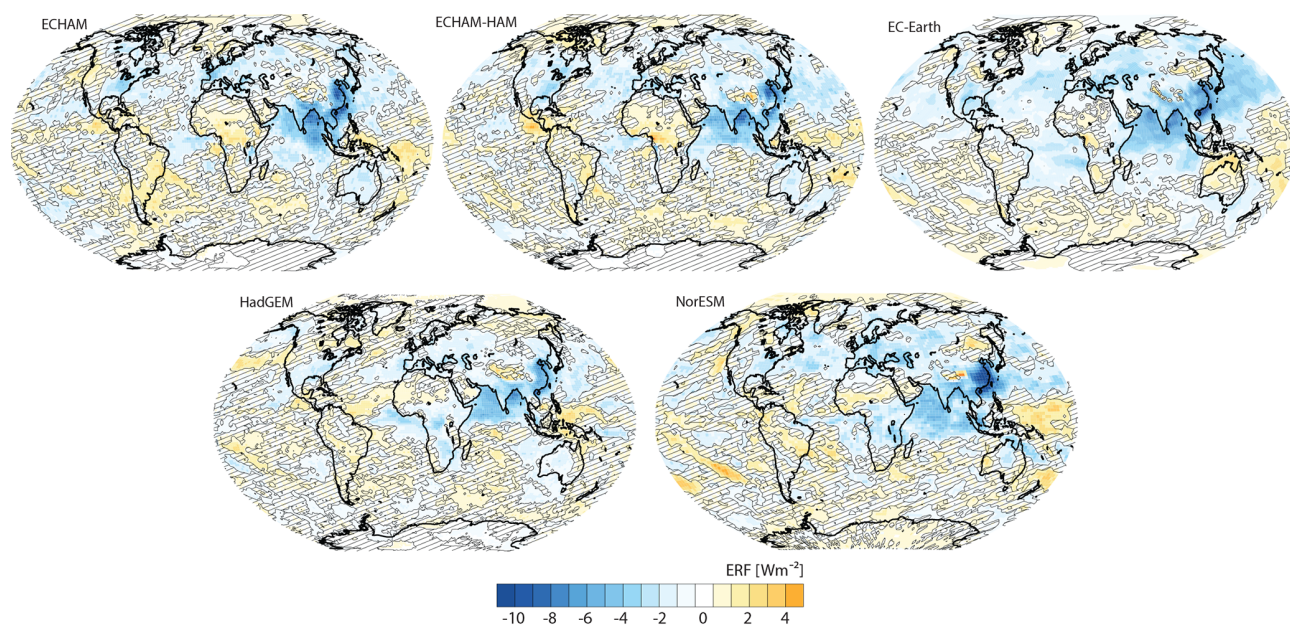 ECHAM
ECHAM-HAM
EC-Earth
HadGEM
NorESM
ERF [Wm⁻²]
-10 -8 -6 -4 -2 0 2 4